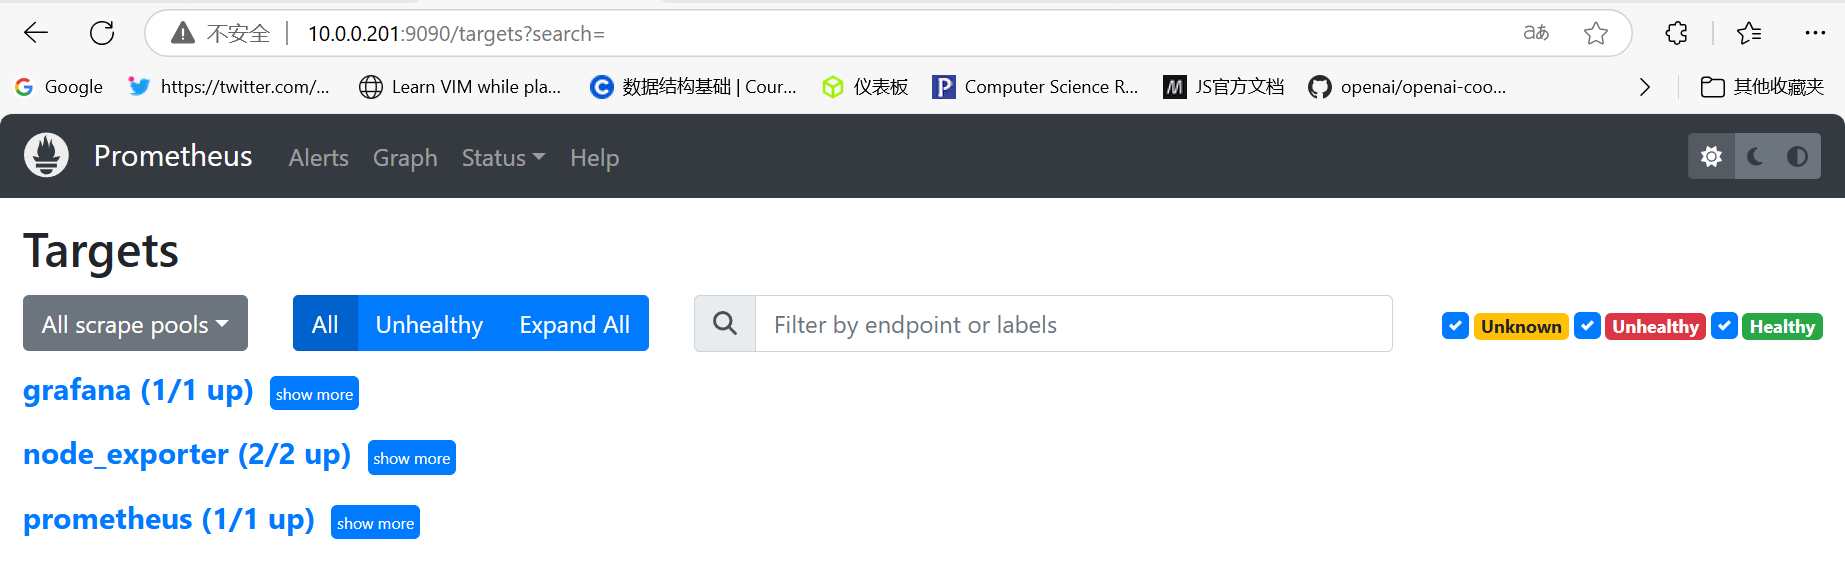 不安全 10.0.0.201:9090/targets?search= aあ
Google https://twitter.com/... Learn VIM while pla... 数据结构基础 | Cour... 仪表板 Computer Science R... JS官方文档 openai/openai-coo... 其他收藏夹
Prometheus Alerts Graph Status Help
Targets
All scrape pools All Unhealthy Expand All Filter by endpoint or labels Unknown Unhealthy Healthy
grafana (1/1 up) show more
node_exporter (2/2 up) show more
prometheus (1/1 up) show more